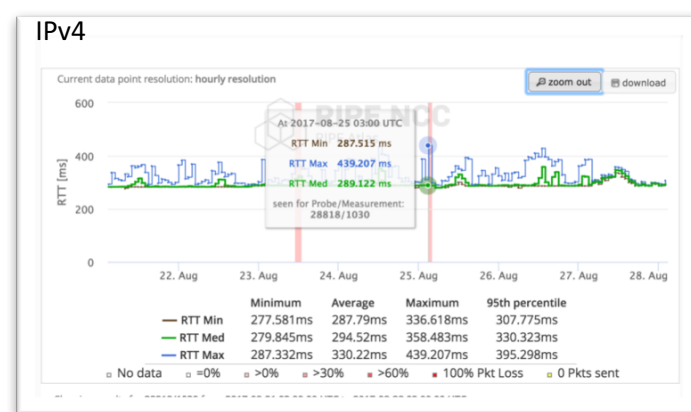 IPv4
Current data point resolution: hourly resolution
zoom out
download
600
400
200
0
RTT [ms]
RIPE NCC
RIPE Atlas
At 2017-08-25 03:00 UTC
RTT Min 287.515 ms
RTT Max 439.207 ms
RTT Med 289.122 ms
seen for Probe/Measurement:
28818/1030
22. Aug 23. Aug 24. Aug 25. Aug 26. Aug 27. Aug 28. Aug
Minimum Average Maximum 95th percentile
RTT Min 277.581ms 287.79ms 336.618ms 307.775ms
RTT Med 279.845ms 294.52ms 358.483ms 330.323ms
RTT Max 287.332ms 330.22ms 439.207ms 395.298ms
No data =0% >0% >30% >60% 100% Pkt Loss 0 Pkts sent